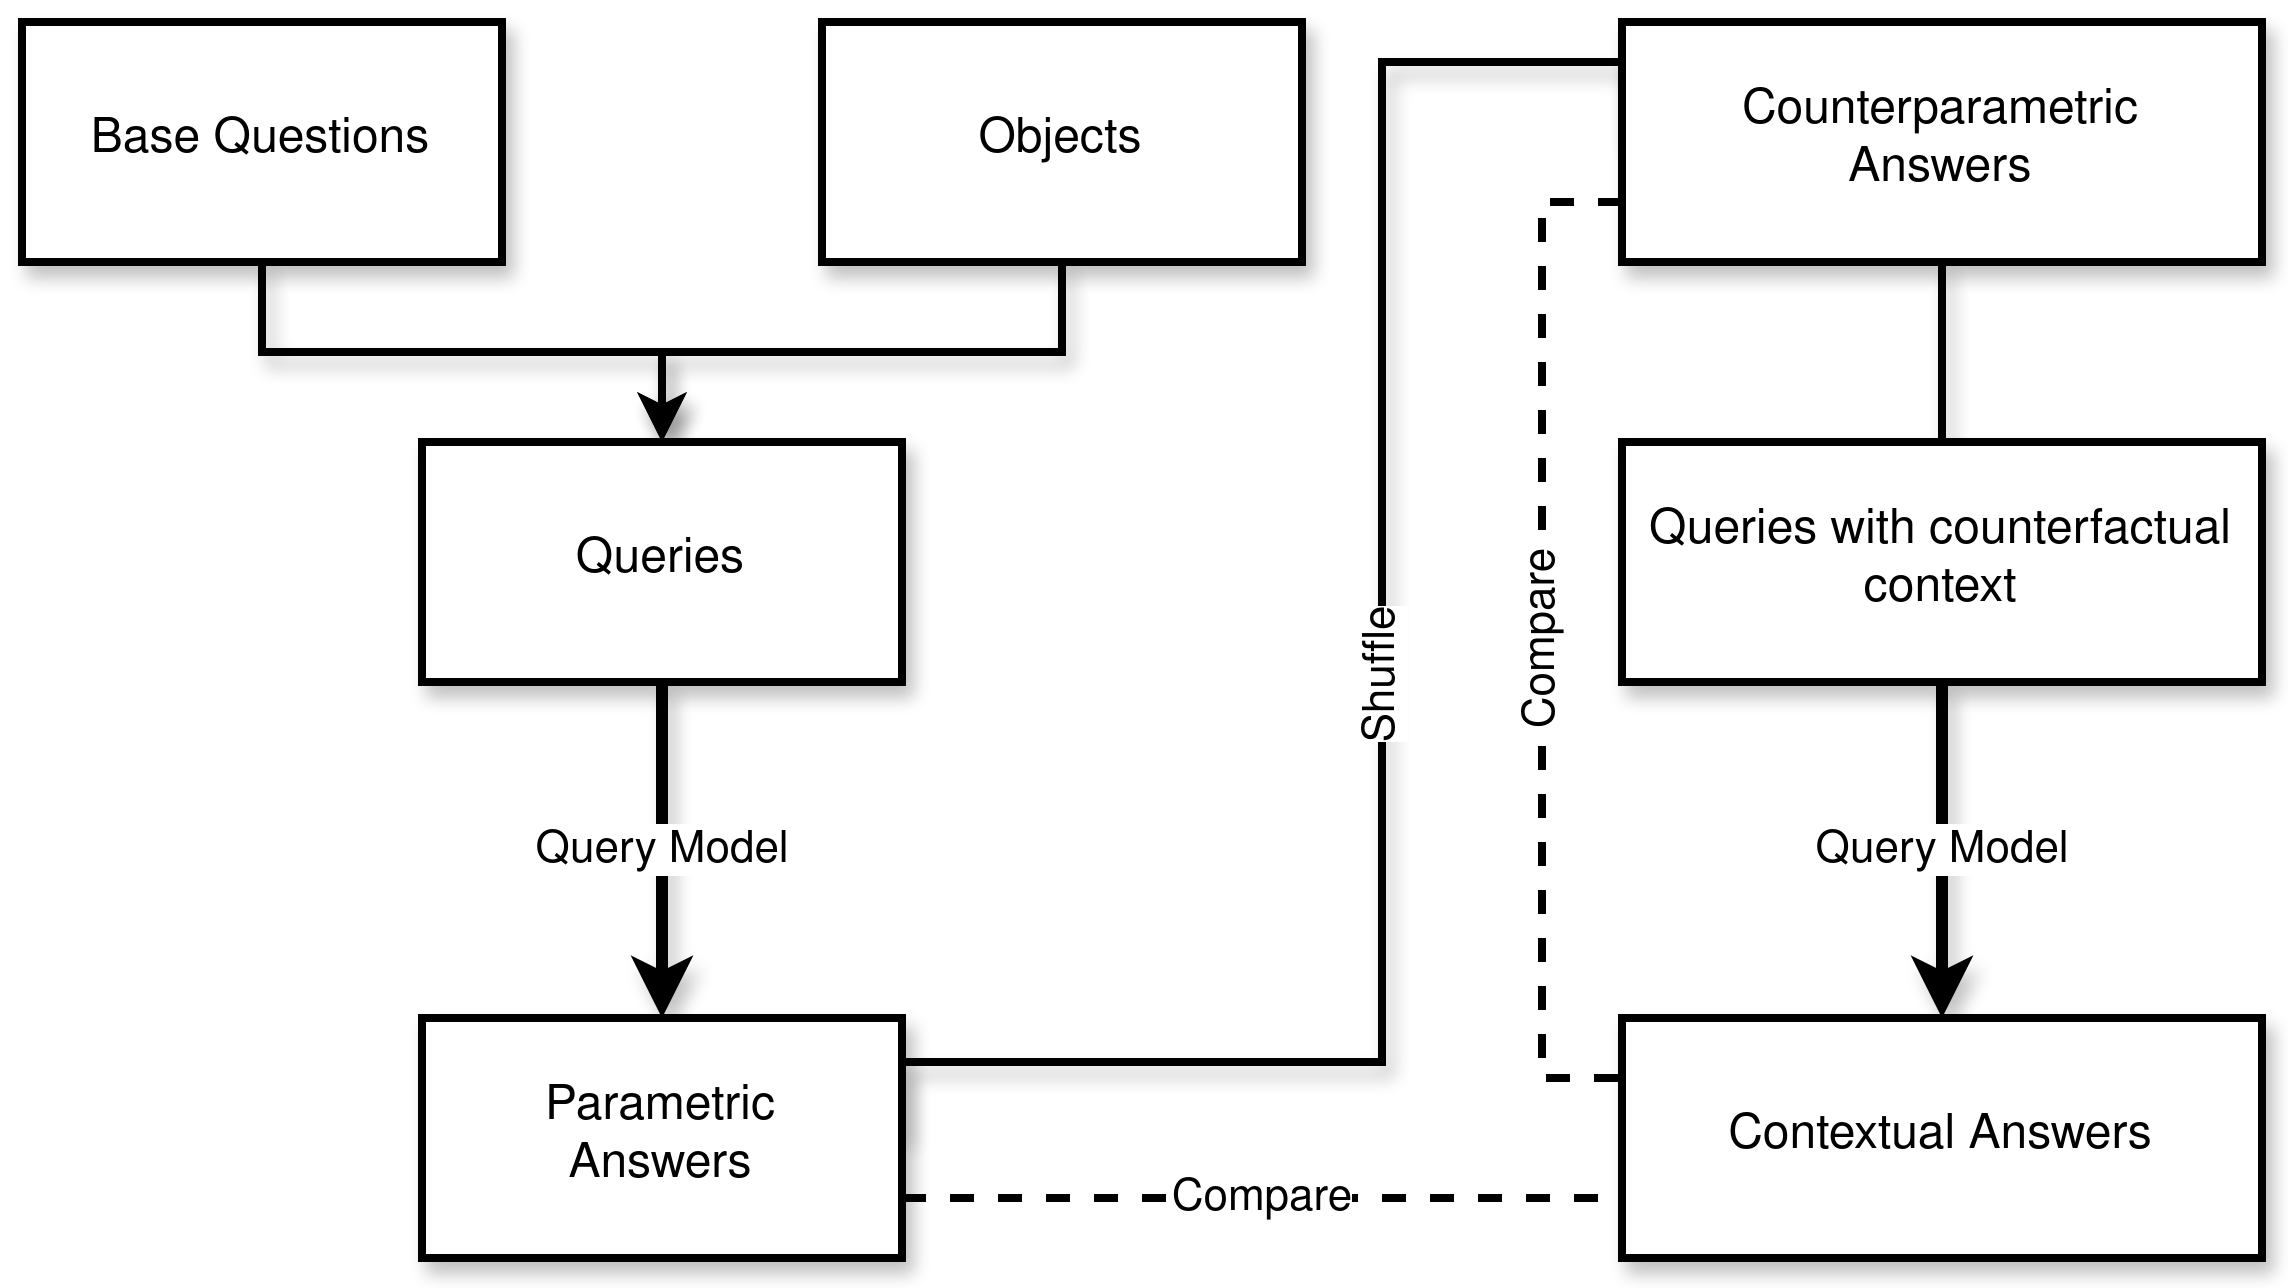 Base Questions
Objects
Counterparametric
Answers
Queries
Queries with counterfactual
context
Shuffle
Compare
Query Model
Query Model
Parametric
Answers
Contextual Answers
Compare